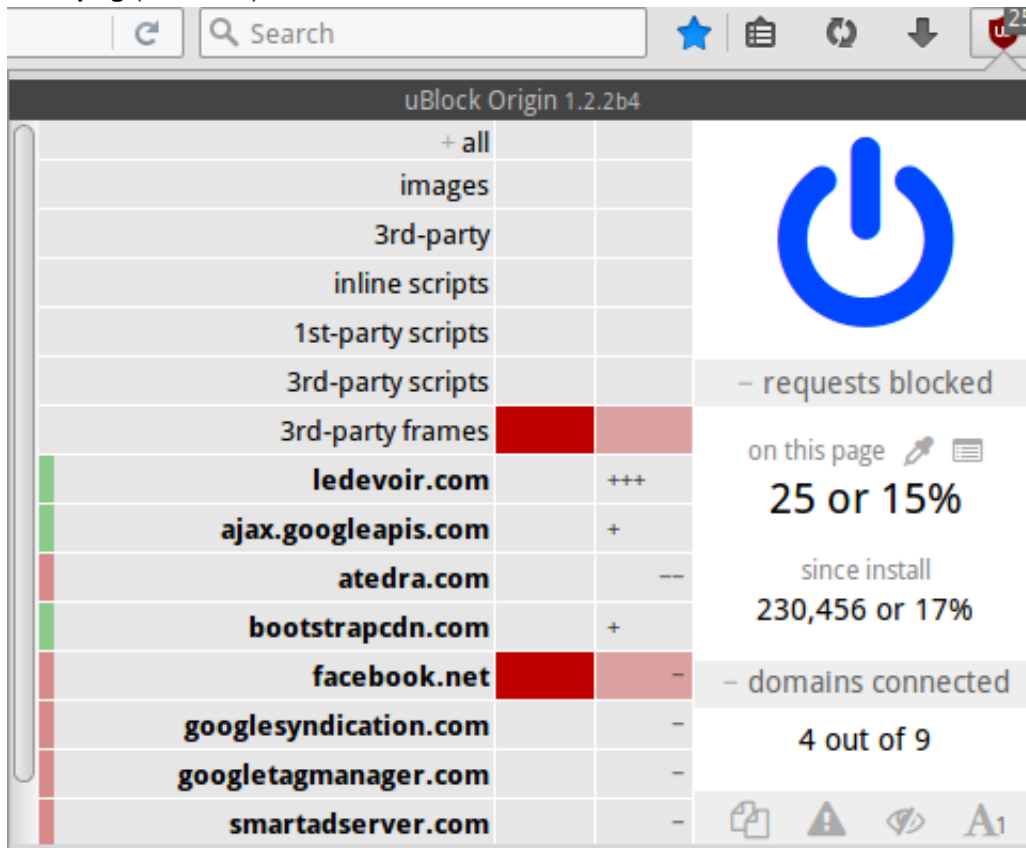 Search
uBlock Origin 1.2.2b4
+ all
images
3rd-party
inline scripts
1st-party scripts
3rd-party scripts
3rd-party frames
ledevoir.com +++
ajax.googleapis.com +
atedra.com −−
bootstrapcdn.com +
facebook.net −
googlesyndication.com −
googletagmanager.com −
smartadserver.com −
− requests blocked
on this page
25 or 15%
since install
230,456 or 17%
− domains connected
4 out of 9
A1